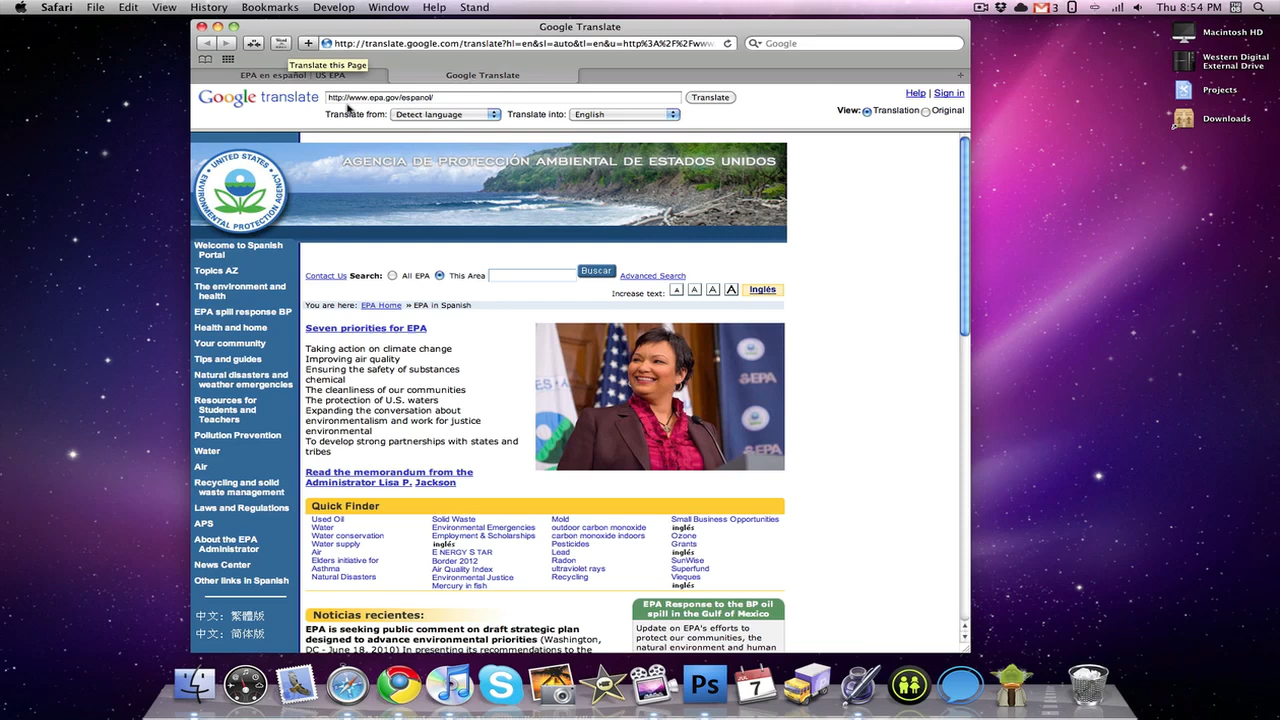 Safari File Edit View History Bookmarks Develop Window Help Stand
3
Thu 8:54 PM
Google Translate
http://translate.google.com/translate?hl=en&sl=auto&tl=en&u=http%3A%2F%2Fwww
Google
Translate this Page
EPA en español | US EPA
Google Translate
Google translate
http://www.epa.gov/espanol/
Translate
Help | Sign in
Translate from: Detect language Translate into: English
View: Translation Original
Macintosh HD
Western Digital
External Drive
Projects
Downloads
UNITED STATES
ENVIRONMENTAL PROTECTION AGENCY
AGENCIA DE PROTECCIÓN AMBIENTAL DE ESTADOS UNIDOS
Welcome to Spanish
Portal
Topics AZ
The environment and
health
EPA spill response BP
Health and home
Your community
Tips and guides
Natural disasters and
weather emergencies
Resources for
Students and
Teachers
Pollution Prevention
Water
Air
Recycling and solid
waste management
Laws and Regulations
APS
About the EPA
Administrator
News Center
Other links in Spanish
中文: 繁體版
中文: 简体版
Contact Us Search: All EPA This Area Buscar Advanced Search
Increase text: A A A A Inglés
You are here: EPA Home » EPA in Spanish
Seven priorities for EPA
Taking action on climate change
Improving air quality
Ensuring the safety of substances
chemical
The cleanliness of our communities
The protection of U.S. waters
Expanding the conversation about
environmentalism and work for justice
environmental
To develop strong partnerships with states and
tribes
Read the memorandum from the
Administrator Lisa P. Jackson
EPA
Quick Finder
Used Oil
Water
Water conservation
Water supply
Air
Elders initiative for
Asthma
Natural Disasters
Solid Waste
Environmental Emergencies
Employment & Scholarships
inglés
E NERGY S TAR
Border 2012
Air Quality Index
Environmental Justice
Mercury in fish
Mold
outdoor carbon monoxide
carbon monoxide indoors
Pesticides
Lead
Radon
ultraviolet rays
Recycling
Small Business Opportunities
inglés
Ozone
Grants
inglés
SunWise
Superfund
Vieques
inglés
Noticias recientes:
EPA is seeking public comment on draft strategic plan
designed to advance environmental priorities (Washington,
DC - June 18, 2010) In presenting its recommendations to the
EPA Response to the BP oil
spill in the Gulf of Mexico
Update on EPA's efforts to
protect our communities, the
natural environment and human
Ps
7